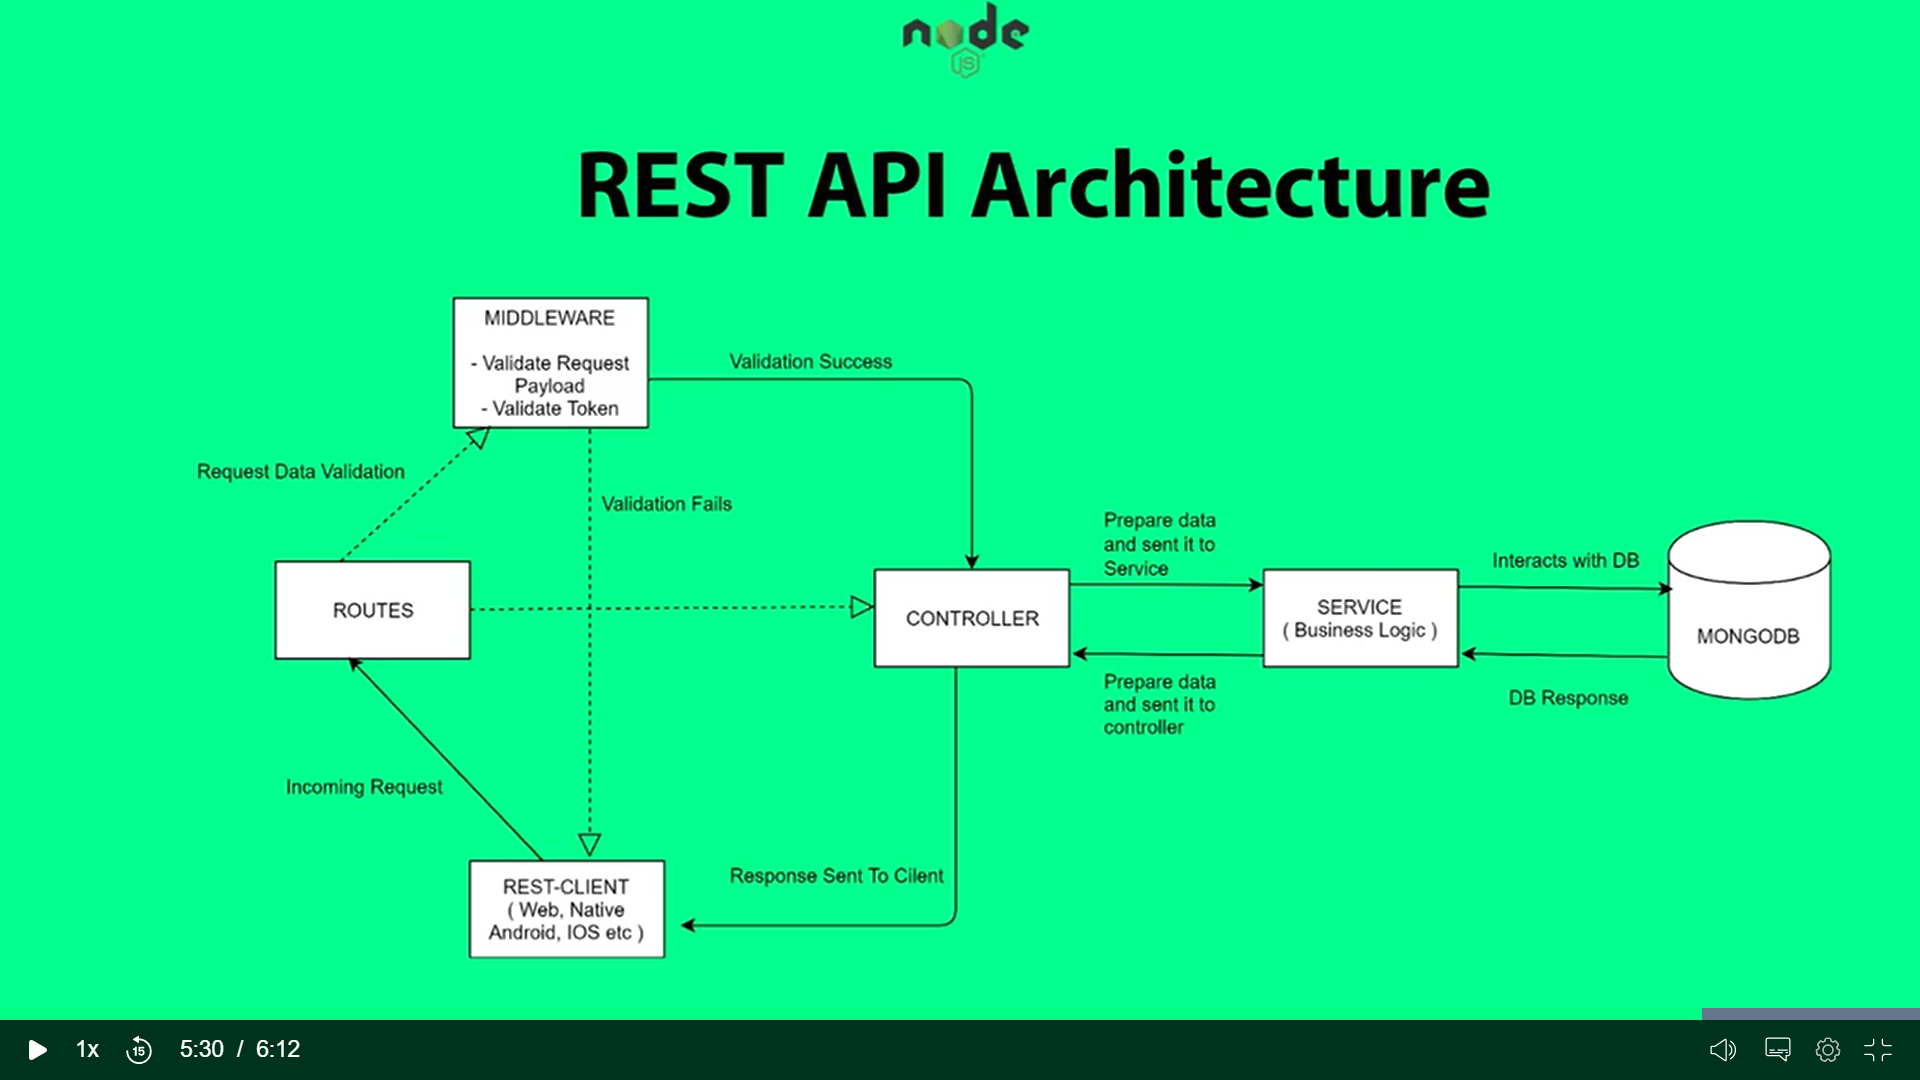 node
JS
REST API Architecture
MIDDLEWARE
- Validate Request
Payload
- Validate Token
Validation Success
Request Data Validation
Validation Fails
ROUTES
CONTROLLER
Prepare data
and sent it to
Service
SERVICE
( Business Logic )
Interacts with DB
MONGODB
Prepare data
and sent it to
controller
DB Response
Incoming Request
REST-CLIENT
( Web, Native
Android, IOS etc )
Response Sent To Cilent
1x
15
5:30 / 6:12